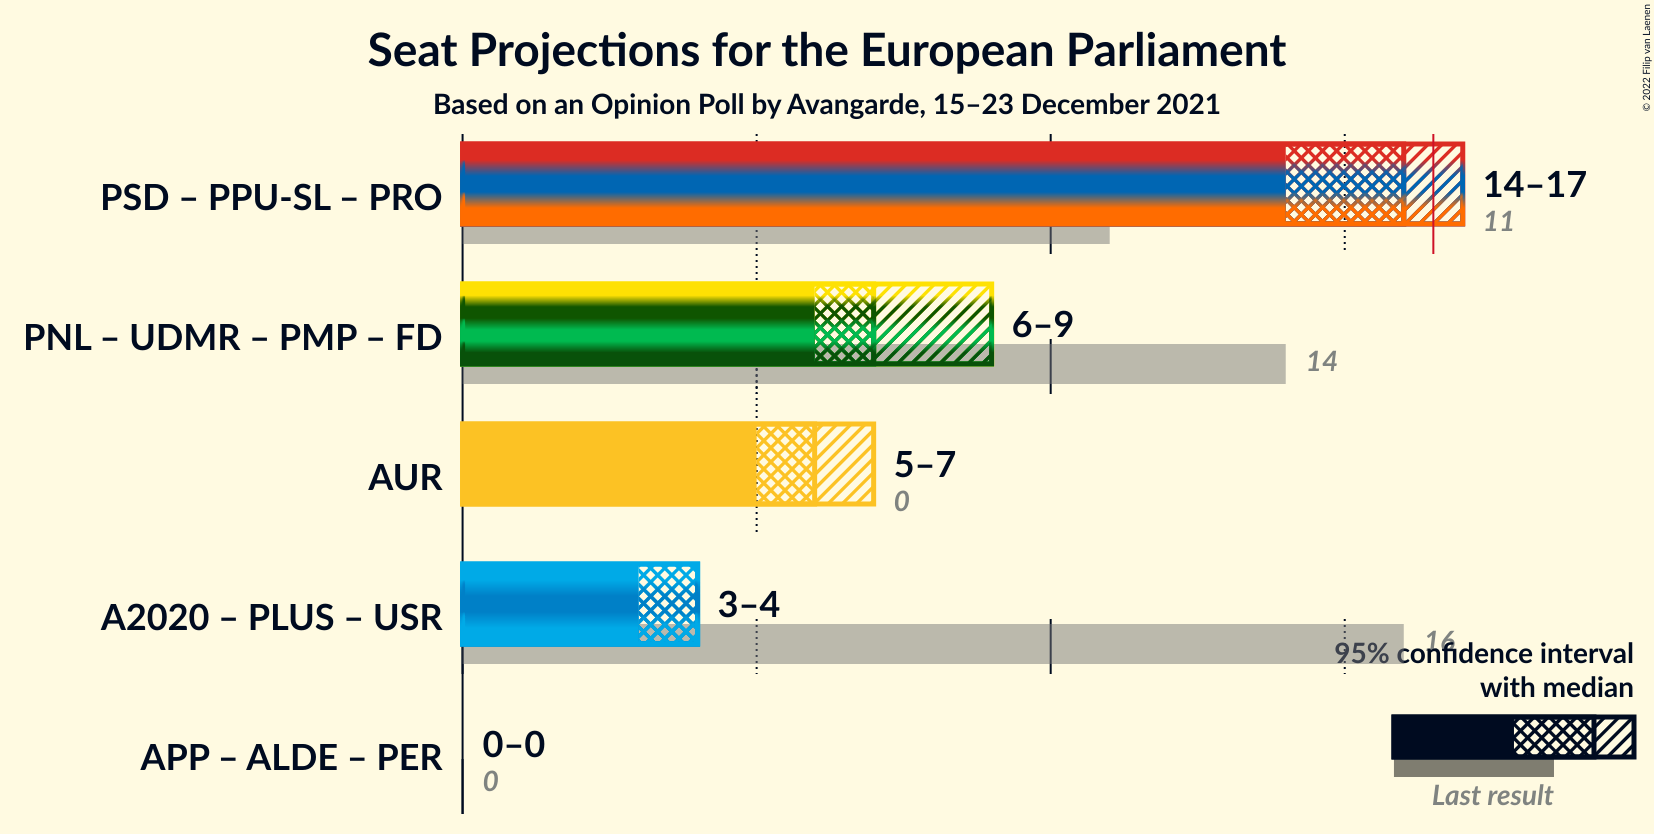 Seat Projections for the European Parliament
Based on an Opinion Poll by Avangarde, 15–23 December 2021
© 2022 Filip van Laenen
PSD – PPU-SL – PRO
14–17
11
PNL – UDMR – PMP – FD
6–9
14
AUR
5–7
0
A2020 – PLUS – USR
3–4
16
95% confidence interval
with median
Last result
APP – ALDE – PER
0–0
0